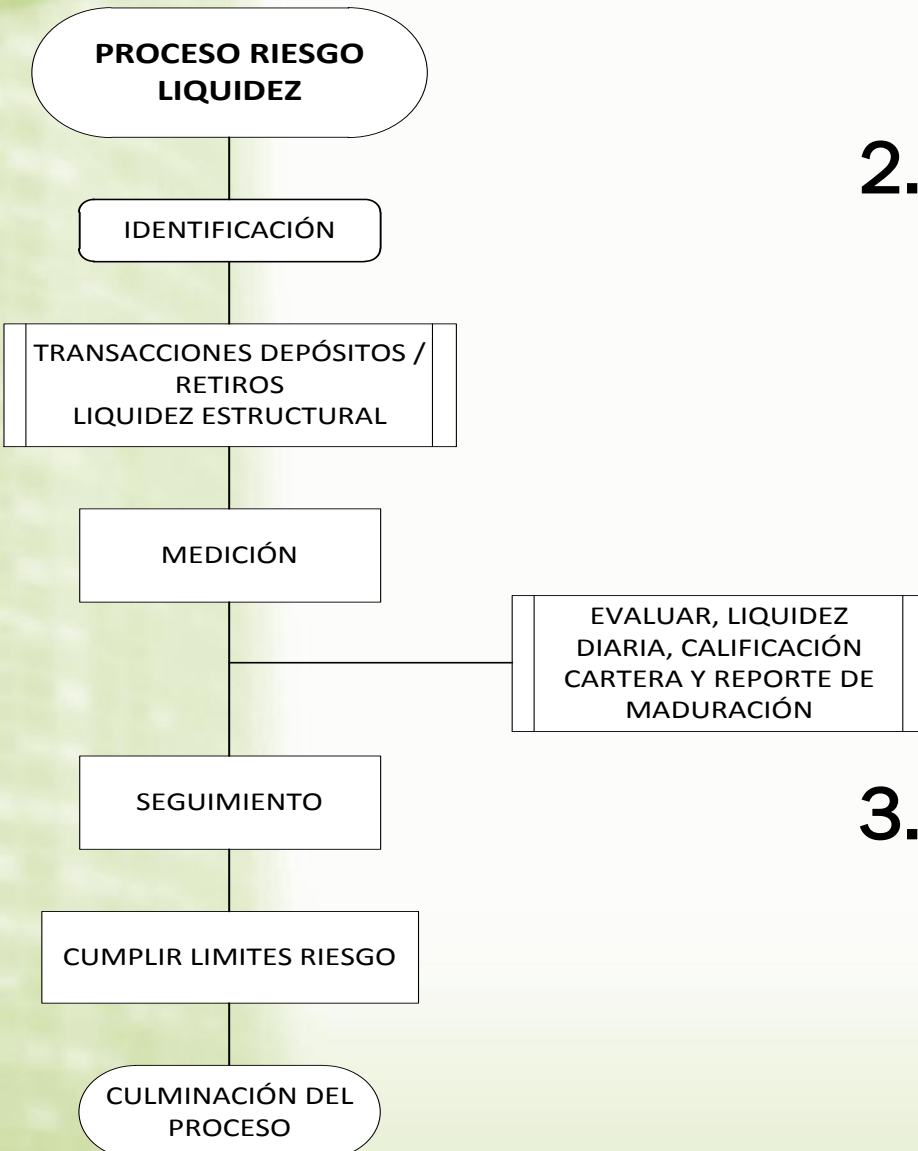 PROCESO RIESGO
LIQUIDEZ
2.
IDENTIFICACIÓN
TRANSACCIONES DEPÓSITOS /
RETIROS
LIQUIDEZ ESTRUCTURAL
MEDICIÓN
EVALUAR, LIQUIDEZ
DIARIA, CALIFICACIÓN
CARTERA Y REPORTE DE
MADURACIÓN
SEGUIMIENTO
3.
CUMPLIR LIMITES RIESGO
CULMINACIÓN DEL
PROCESO